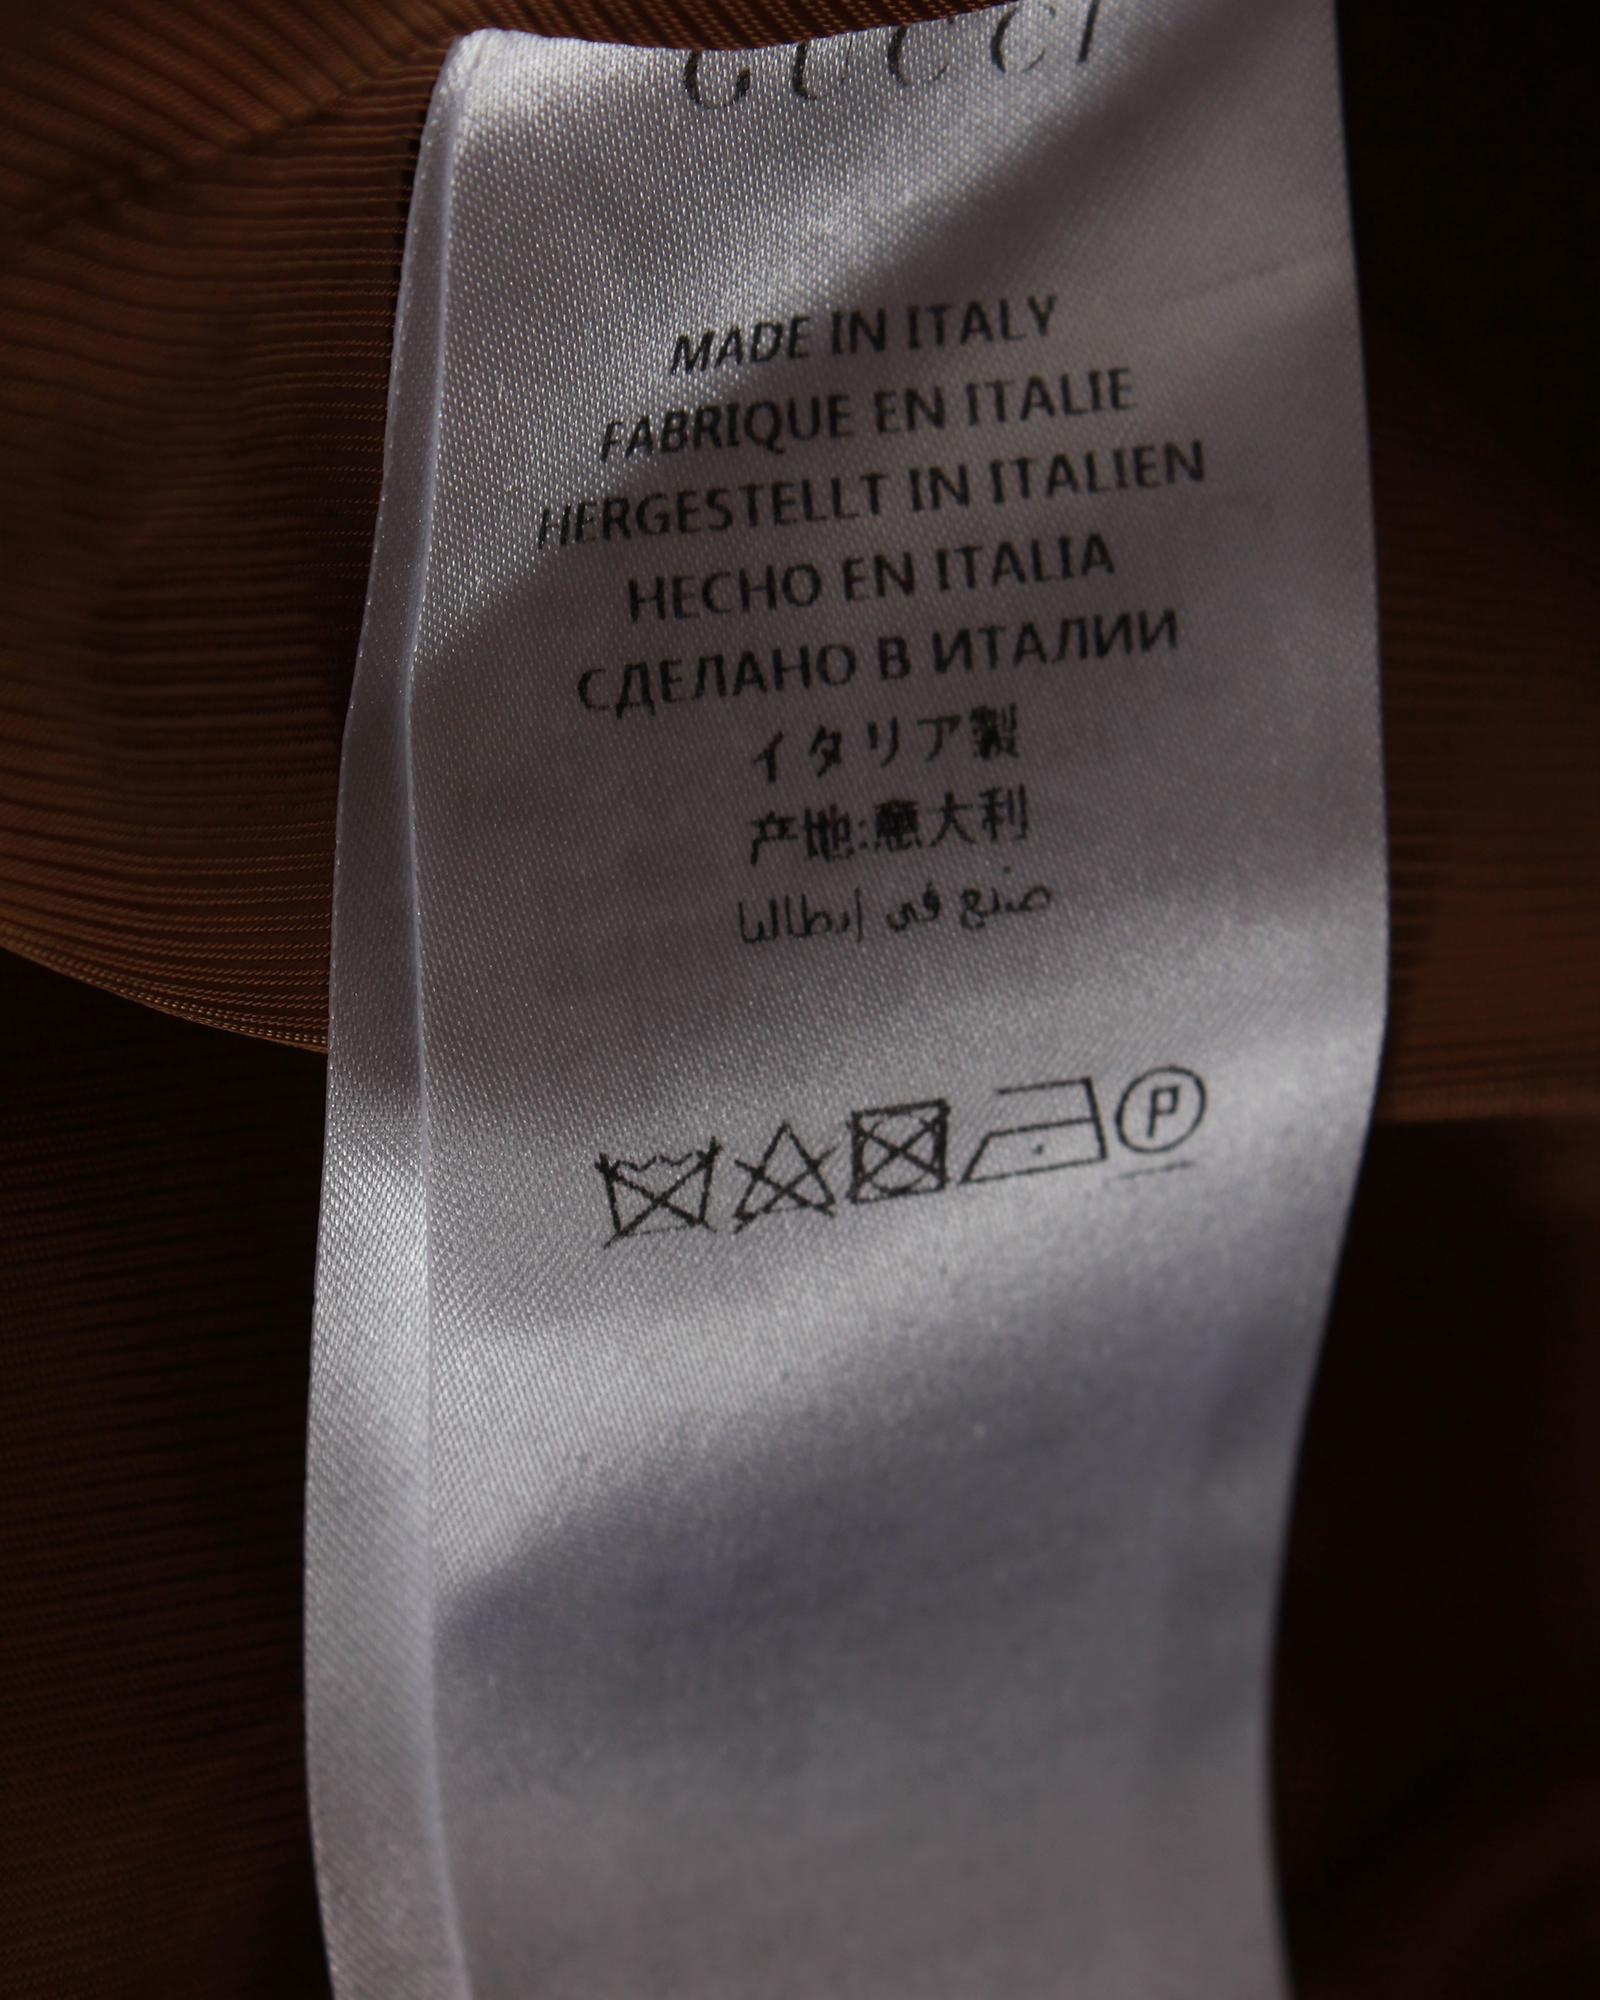 GUCCI
MADE IN ITALY
FABRIQUE EN ITALIE
HERGESTELLT IN ITALIEN
HECHO EN ITALIA
СДЕЛАНО В ИТАЛИИ
イタリア製
产地:意大利
صنع في إيطاليا
P